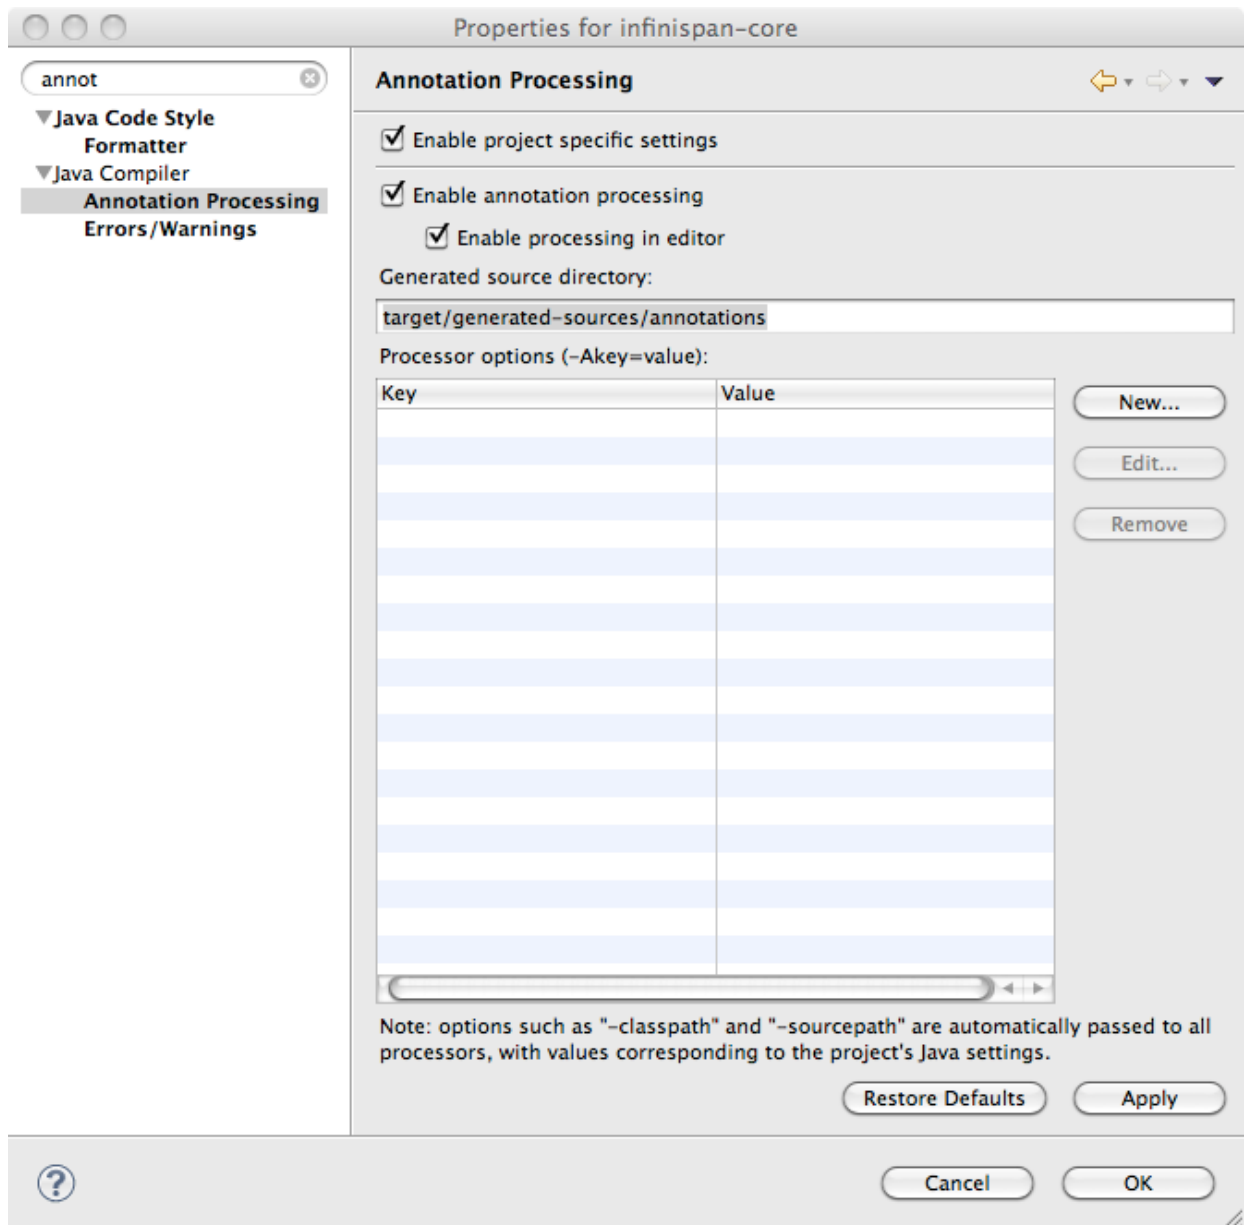 Properties for infinispan-core
annot
Java Code Style
Formatter
Java Compiler
Annotation Processing
Errors/Warnings
Annotation Processing
Enable project specific settings
Enable annotation processing
Enable processing in editor
Generated source directory:
target/generated-sources/annotations
Processor options (-Akey=value):
Key Value
New...
Edit...
Remove
Note: options such as "-classpath" and "-sourcepath" are automatically passed to all
processors, with values corresponding to the project's Java settings.
Restore Defaults Apply
? Cancel OK